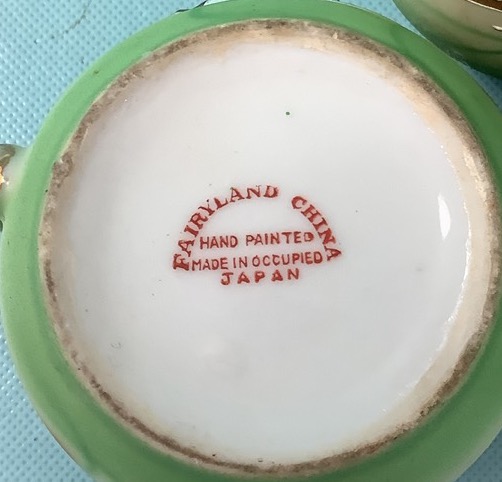 FAIRYLAND CHINA
HAND PAINTED
MADE IN OCCUPIED
JAPAN